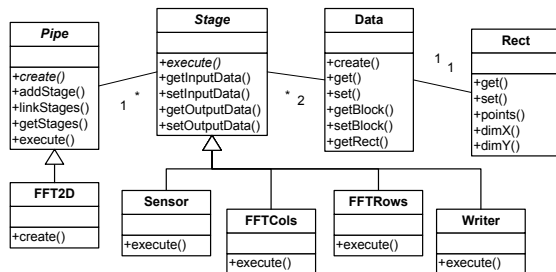 Pipe
+create()
+addStage()
+linkStages()
+getStages()
+execute()
1
*
Stage
+execute()
+getInputData()
+setInputData()
+getOutputData()
+setOutputData()
*
2
Data
+create()
+get()
+set()
+getBlock()
+setBlock()
+getRect()
1
1
Rect
+get()
+set()
+points()
+dimX()
+dimY()
FFT2D
+create()
Sensor
+execute()
FFTCols
+execute()
FFTRows
+execute()
Writer
+execute()